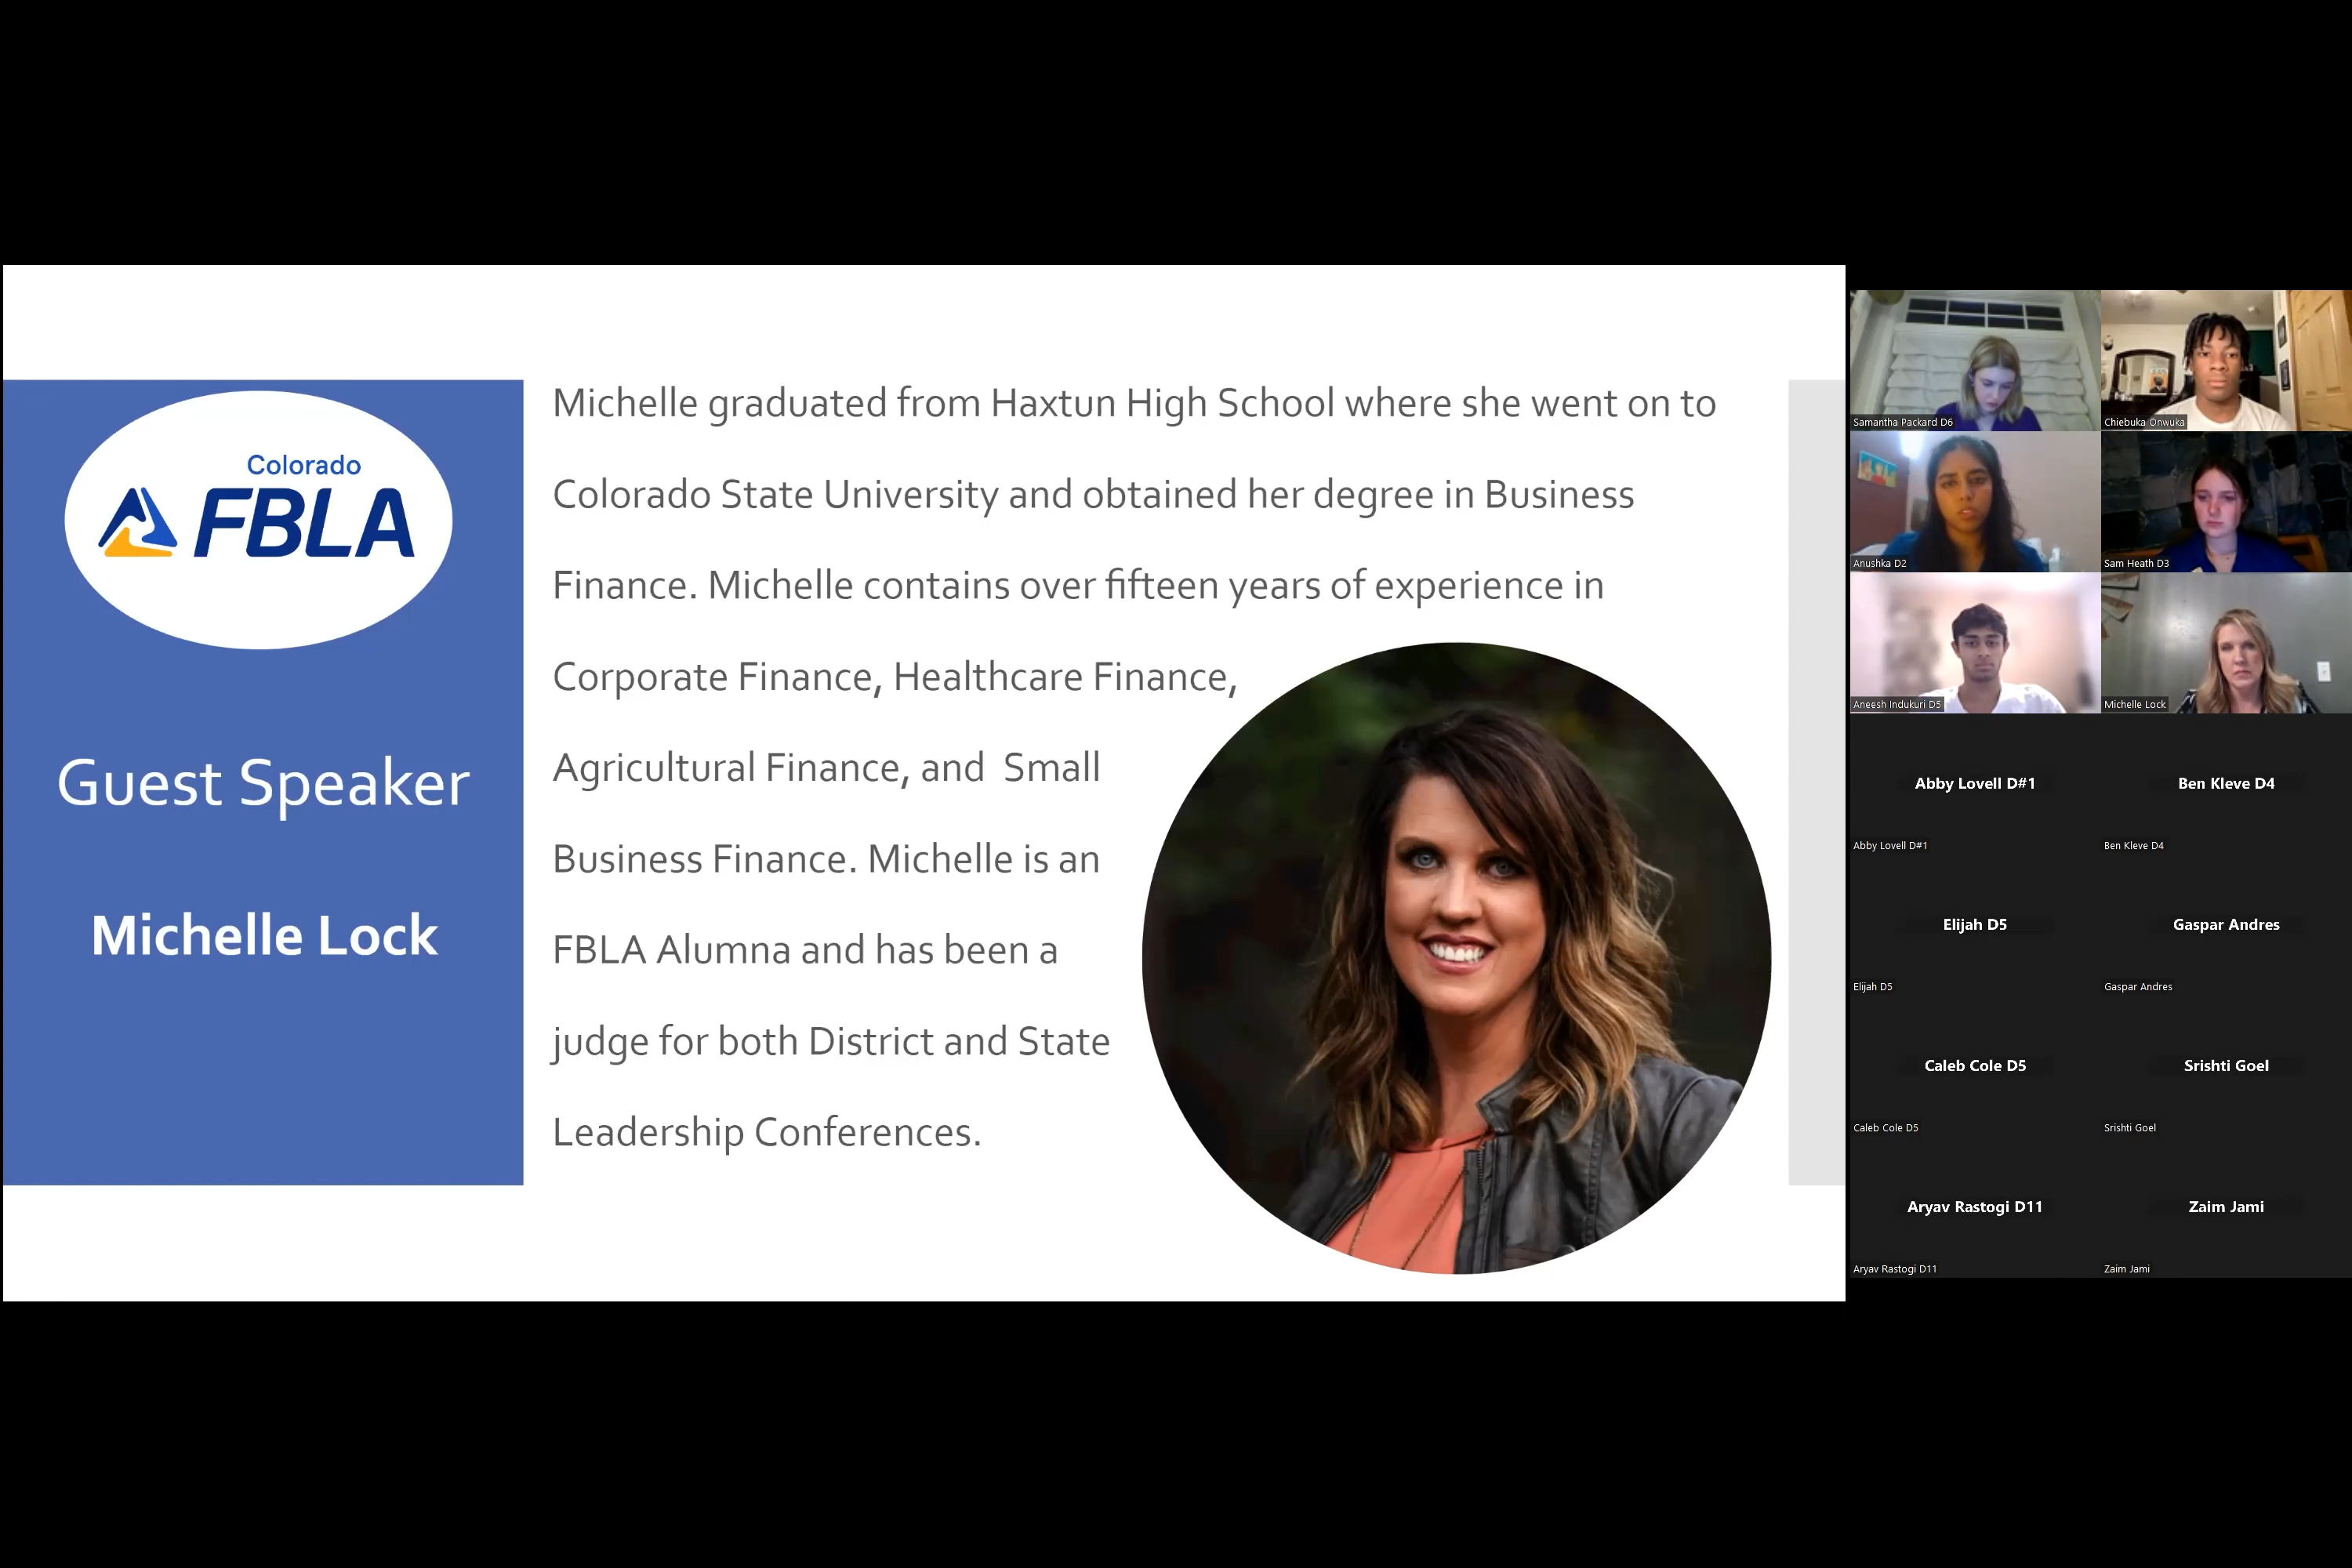 Colorado
FBLA
Guest Speaker
Michelle Lock
Michelle graduated from Haxtun High School where she went on to
Colorado State University and obtained her degree in Business
Finance. Michelle contains over fifteen years of experience in
Corporate Finance, Healthcare Finance,
Agricultural Finance, and  Small
Business Finance. Michelle is an
FBLA Alumna and has been a
judge for both District and State
Leadership Conferences.
Samantha Packard D6
Chiebuka Onwuka
Anushka D2
Sam Heath D3
Aneesh Indukuri D5
Michelle Lock
Abby Lovell D#1
Ben Kleve D4
Abby Lovell D#1
Ben Kleve D4
Elijah D5
Gaspar Andres
Elijah D5
Gaspar Andres
Caleb Cole D5
Srishti Goel
Caleb Cole D5
Srishti Goel
Aryav Rastogi D11
Zaim Jami
Aryav Rastogi D11
Zaim Jami